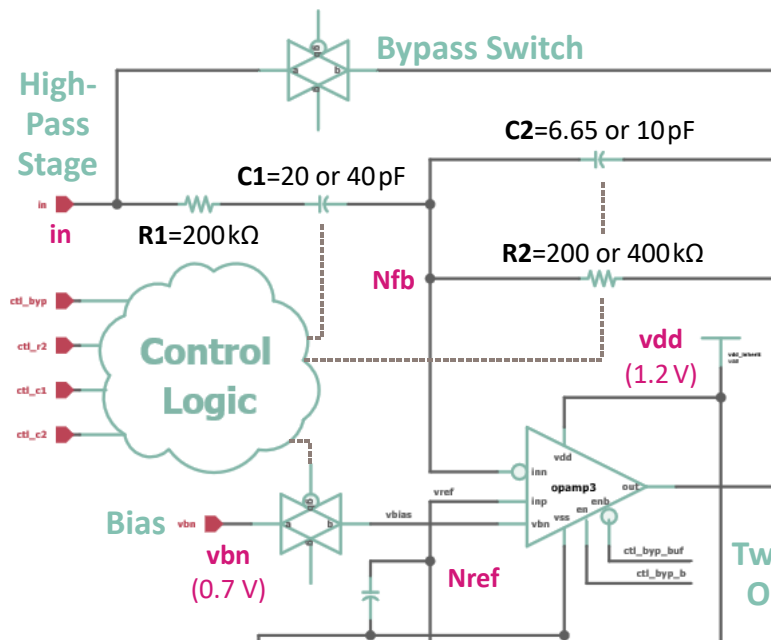 Bypass Switch
High-
Pass
Stage
a
b
C2=6.65 or 10 pF
C1=20 or 40 pF
in
in
R1=200 kΩ
R2=200 or 400 kΩ
Nfb
ctl_byp
ctl_r2
ctl_c1
ctl_c2
Control
Logic
vdd
(1.2 V)
vdd
inn
opamp3
out
inp
enb
en
vbn
vss
vref
Bias
vbn
a
b
vbias
vbn
(0.7 V)
Nref
ctl_byp_buf
ctl_byp_b
Tw
O